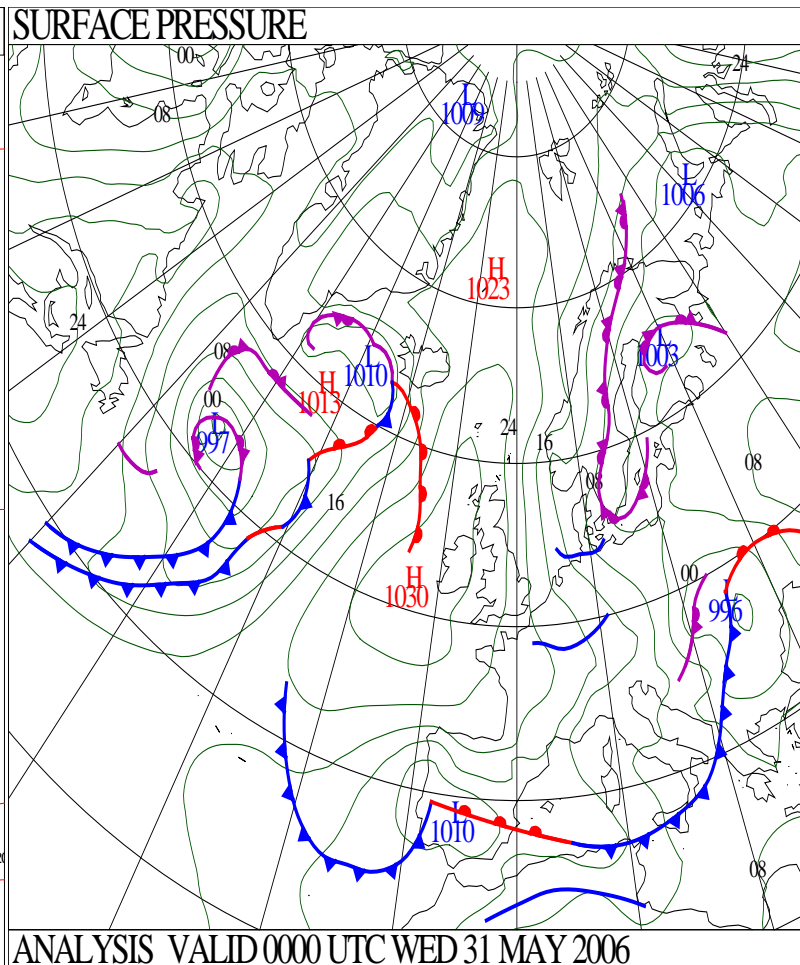 SURFACE PRESSURE
00
24
L
1009
08
L
1006
H
1023
24
08
L
1003
L
1010
H
1013
00
L
997
24
16
08
08
16
H
1030
00
L
996
L
1010
08
ANALYSIS VALID 0000 UTC WED 31 MAY 2006